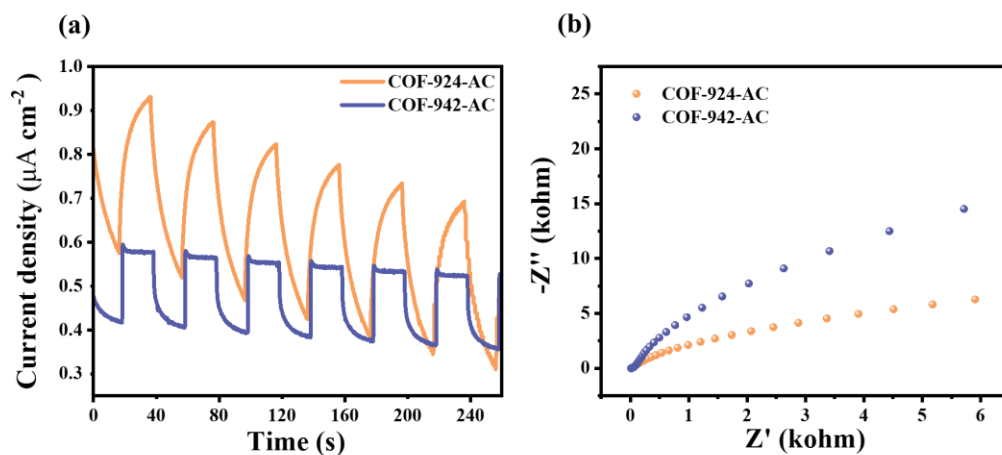 (a)
(b)
1.0
0.9
0.8
0.7
0.6
0.5
0.4
0.3
Current density (μA cm⁻²)
COF-924-AC
COF-942-AC
0 40 80 120 160 200 240
Time (s)
25
20
15
10
5
0
-Z" (kohm)
COF-924-AC
COF-942-AC
0 1 2 3 4 5 6
Z' (kohm)